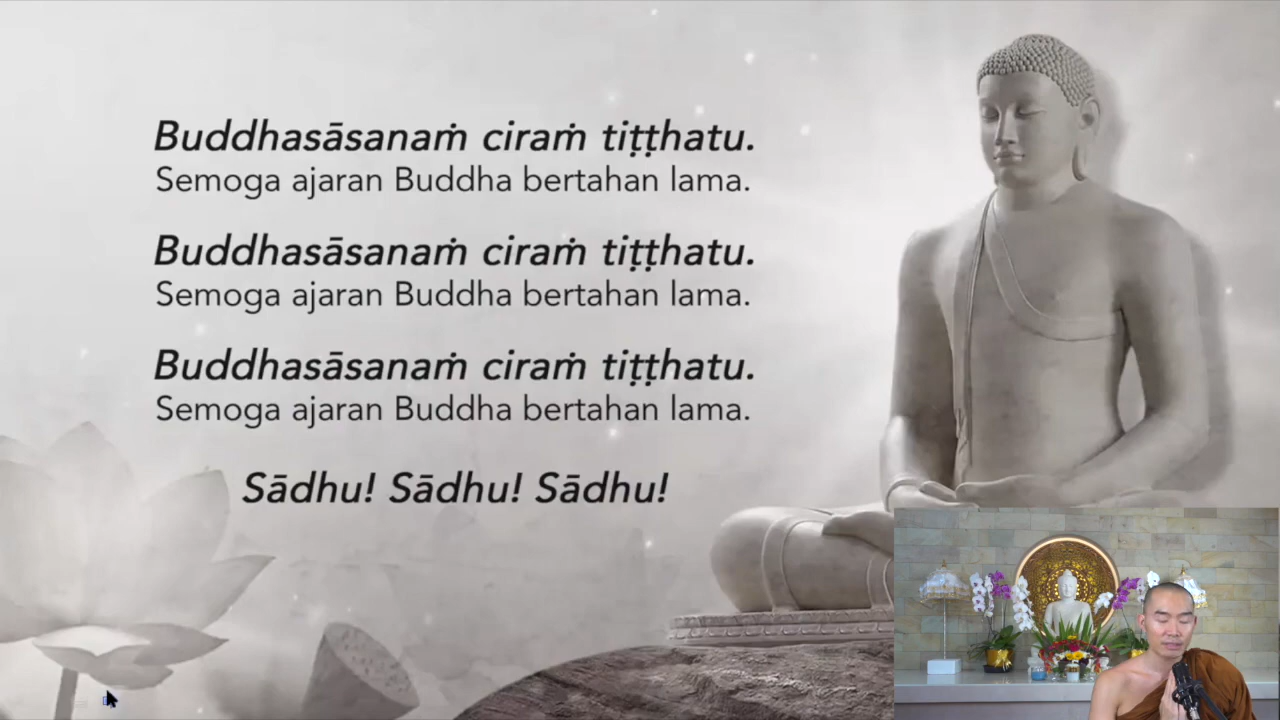 Buddhasāsanaṁ ciraṁ tiṭṭhatu.
Semoga ajaran Buddha bertahan lama.
Buddhasāsanaṁ ciraṁ tiṭṭhatu.
Semoga ajaran Buddha bertahan lama.
Buddhasāsanaṁ ciraṁ tiṭṭhatu.
Semoga ajaran Buddha bertahan lama.
Sādhu! Sādhu! Sādhu!